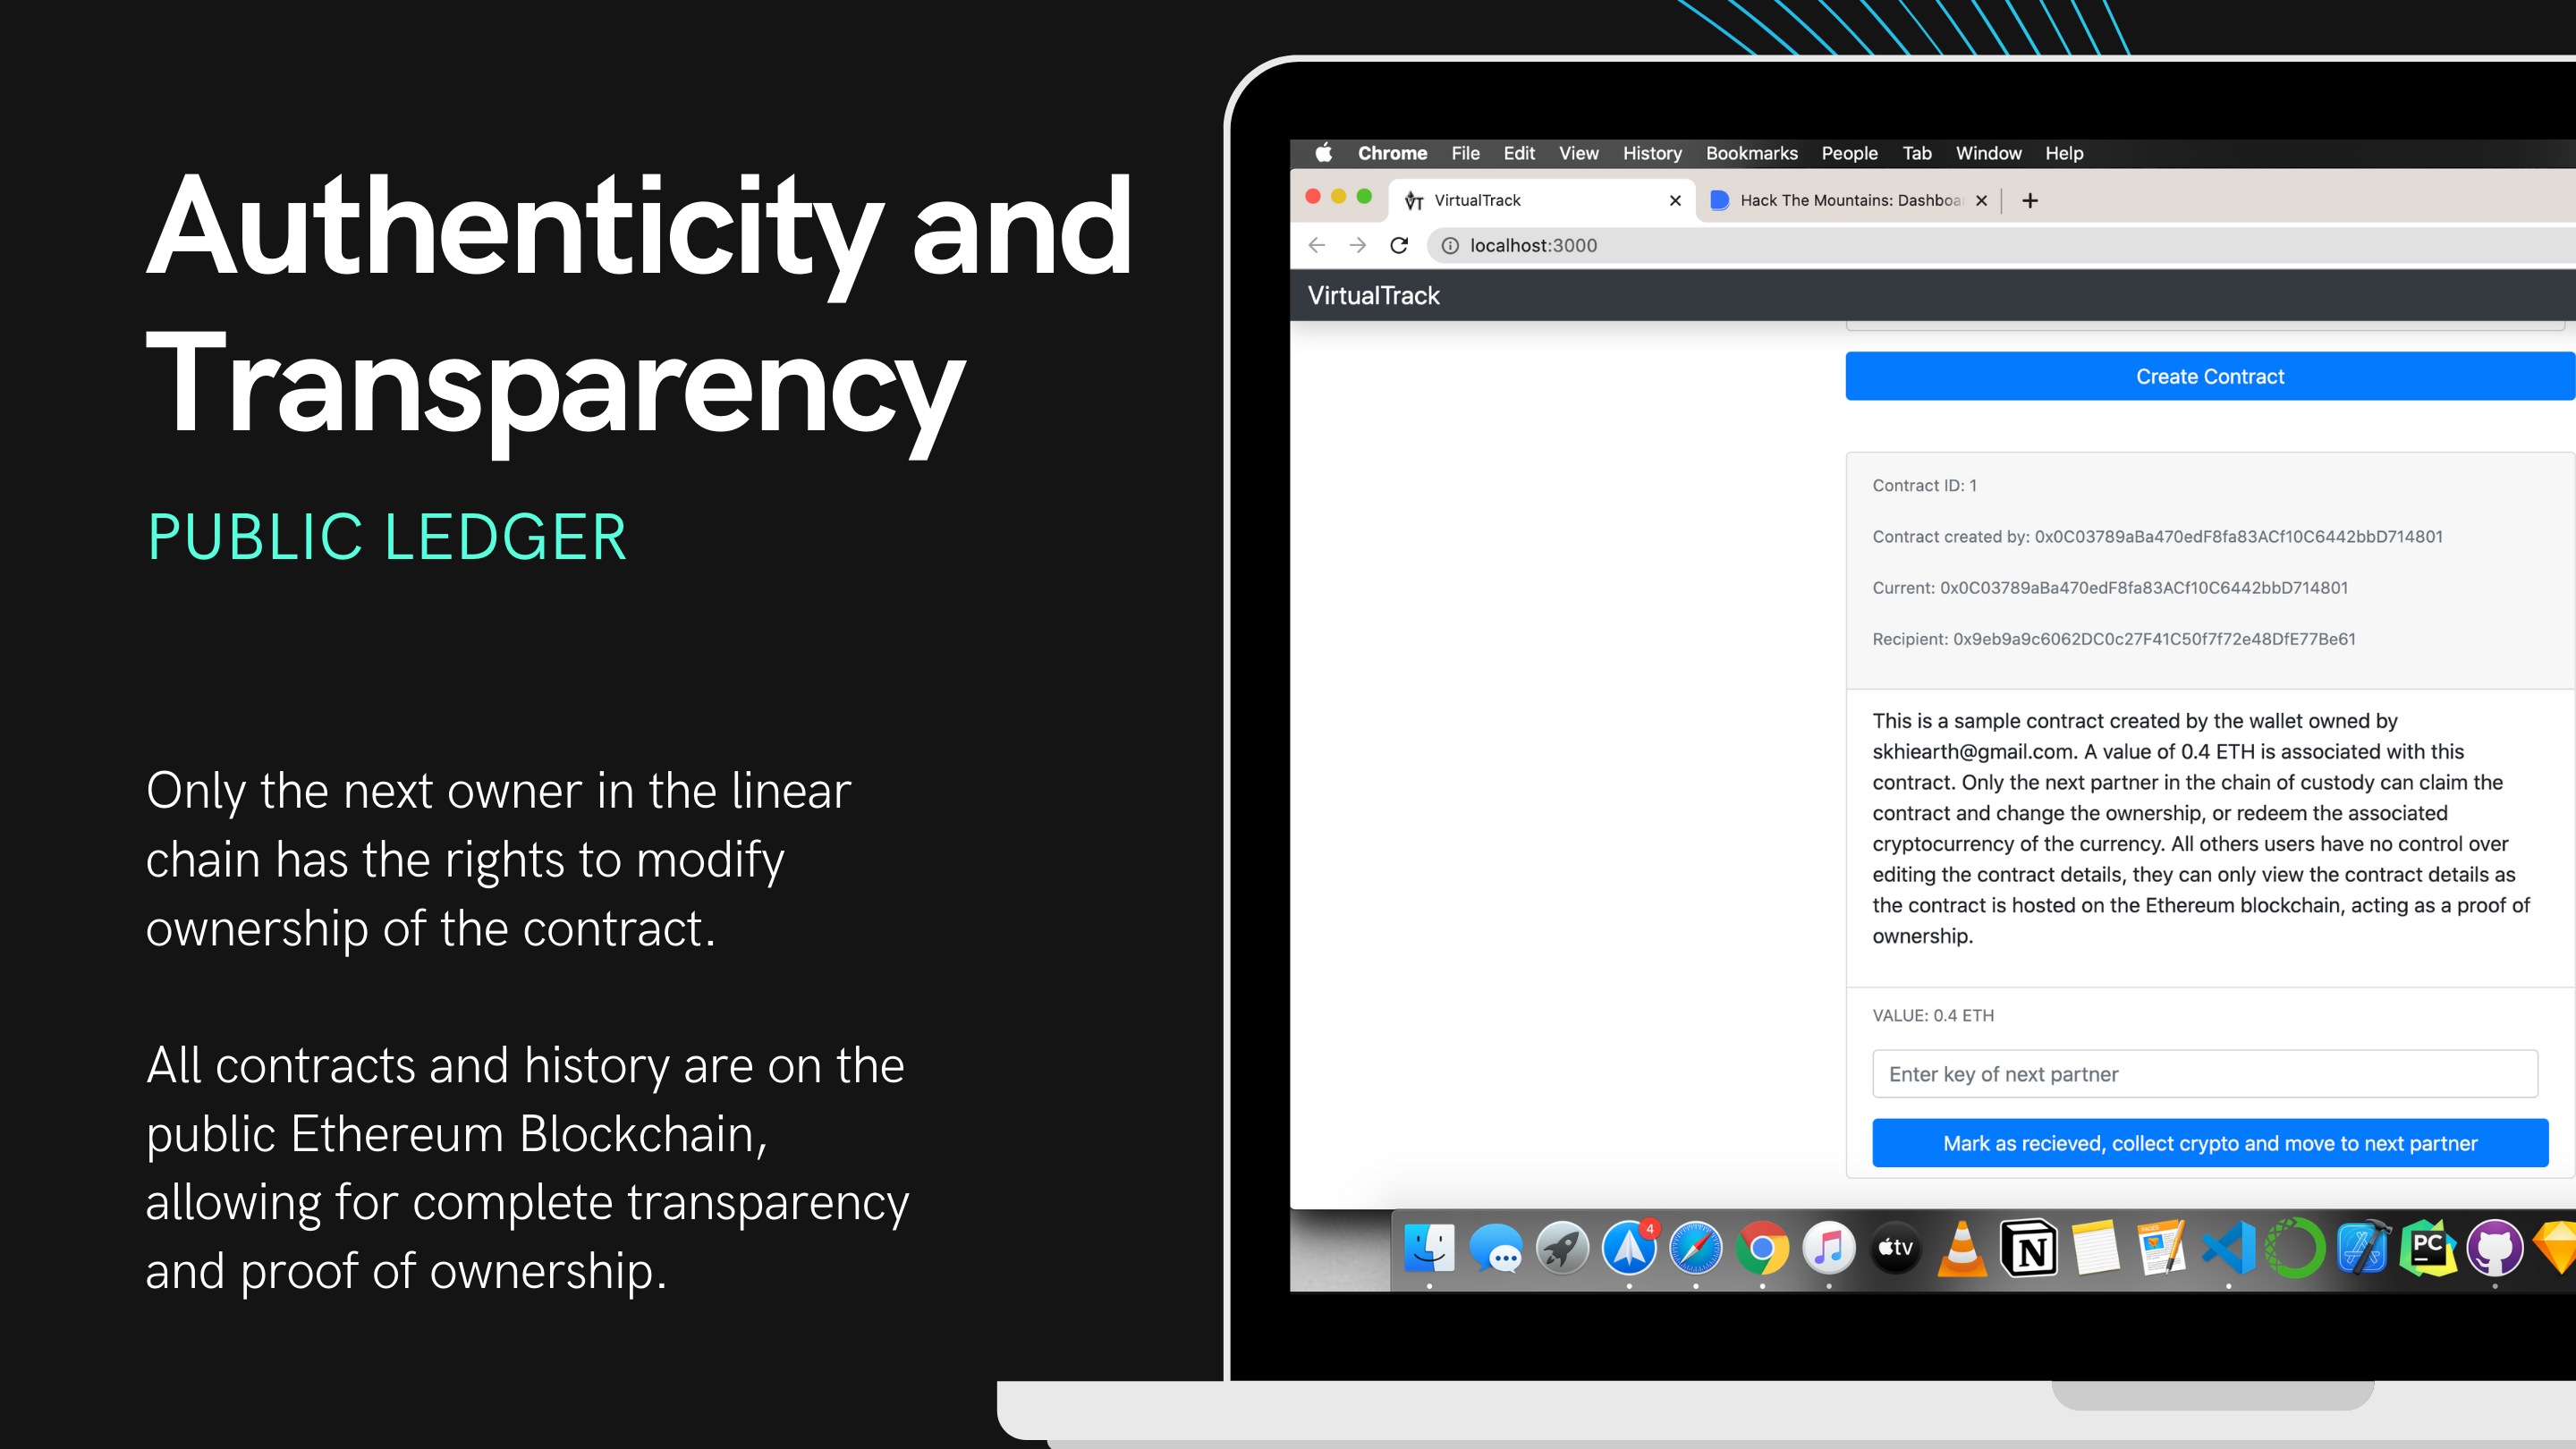 Authenticity and
Transparency
PUBLIC LEDGER
Only the next owner in the linear
chain has the rights to modify
ownership of the contract.
All contracts and history are on the
public Ethereum Blockchain,
allowing for complete transparency
and proof of ownership.
Chrome File Edit View History Bookmarks People Tab Window Help
VirtualTrack
Hack The Mountains: Dashboa
localhost:3000
VirtualTrack
Create Contract
Contract ID: 1
Contract created by: 0x0C03789aBa470edF8fa83ACf10C6442bbD714801
Current: 0x0C03789aBa470edF8fa83ACf10C6442bbD714801
Recipient: 0x9eb9a9c6062DC0c27F41C50f7f72e48DfE77Be61
This is a sample contract created by the wallet owned by
skhiearth@gmail.com. A value of 0.4 ETH is associated with this
contract. Only the next partner in the chain of custody can claim the
contract and change the ownership, or redeem the associated
cryptocurrency of the currency. All others users have no control over
editing the contract details, they can only view the contract details as
the contract is hosted on the Ethereum blockchain, acting as a proof of
ownership.
VALUE: 0.4 ETH
Enter key of next partner
Mark as recieved, collect crypto and move to next partner
4
tv
N
PC